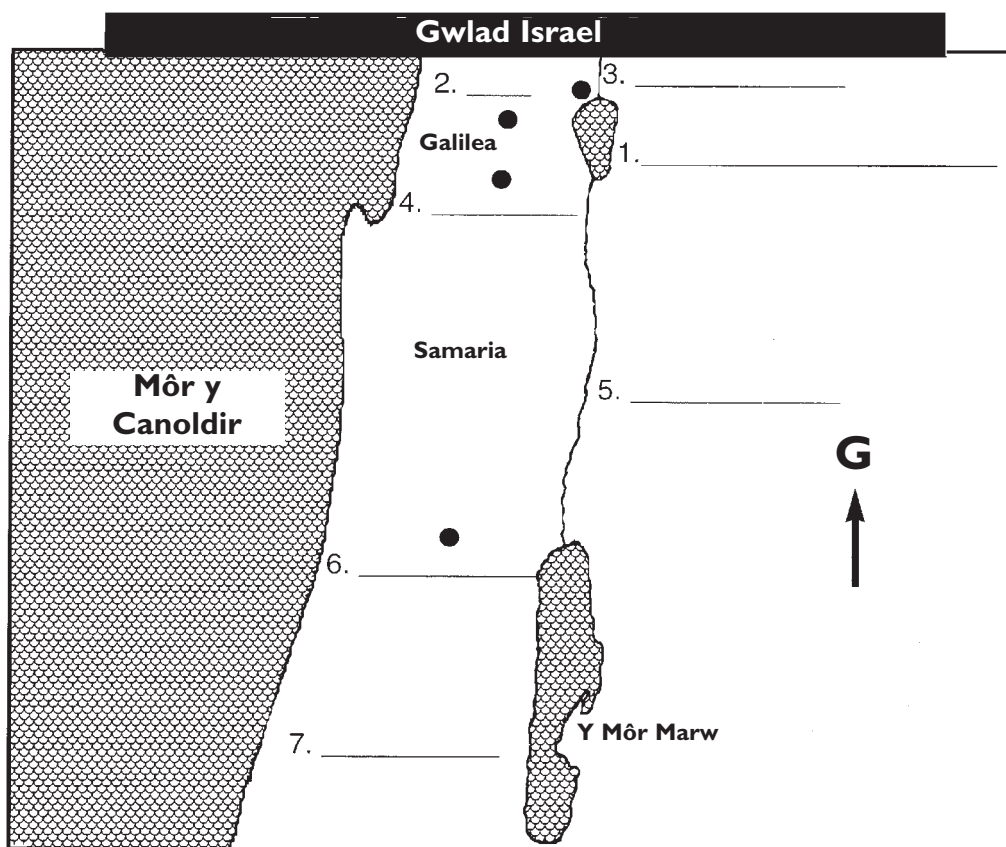 Gwlad Israel
2.
3.
Galilea
1.
4.
Samaria
Môr y
Canoldir
5.
G
6.
Y Môr Marw
7.